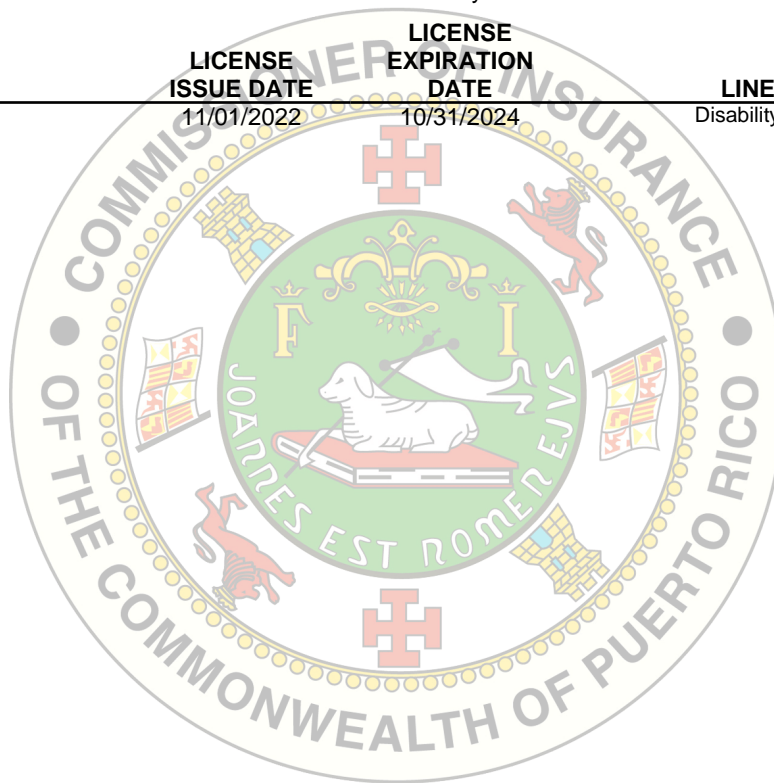 LICENSE
LICENSE EXPIRATION
ISSUE DATE DATE LINE
11/01/2022 10/31/2024 Disability
COMMISSIONER OF INSURANCE
F I
JOANNES EST NOMEN EJVS
• OF THE COMMONWEALTH OF PUERTO RICO •